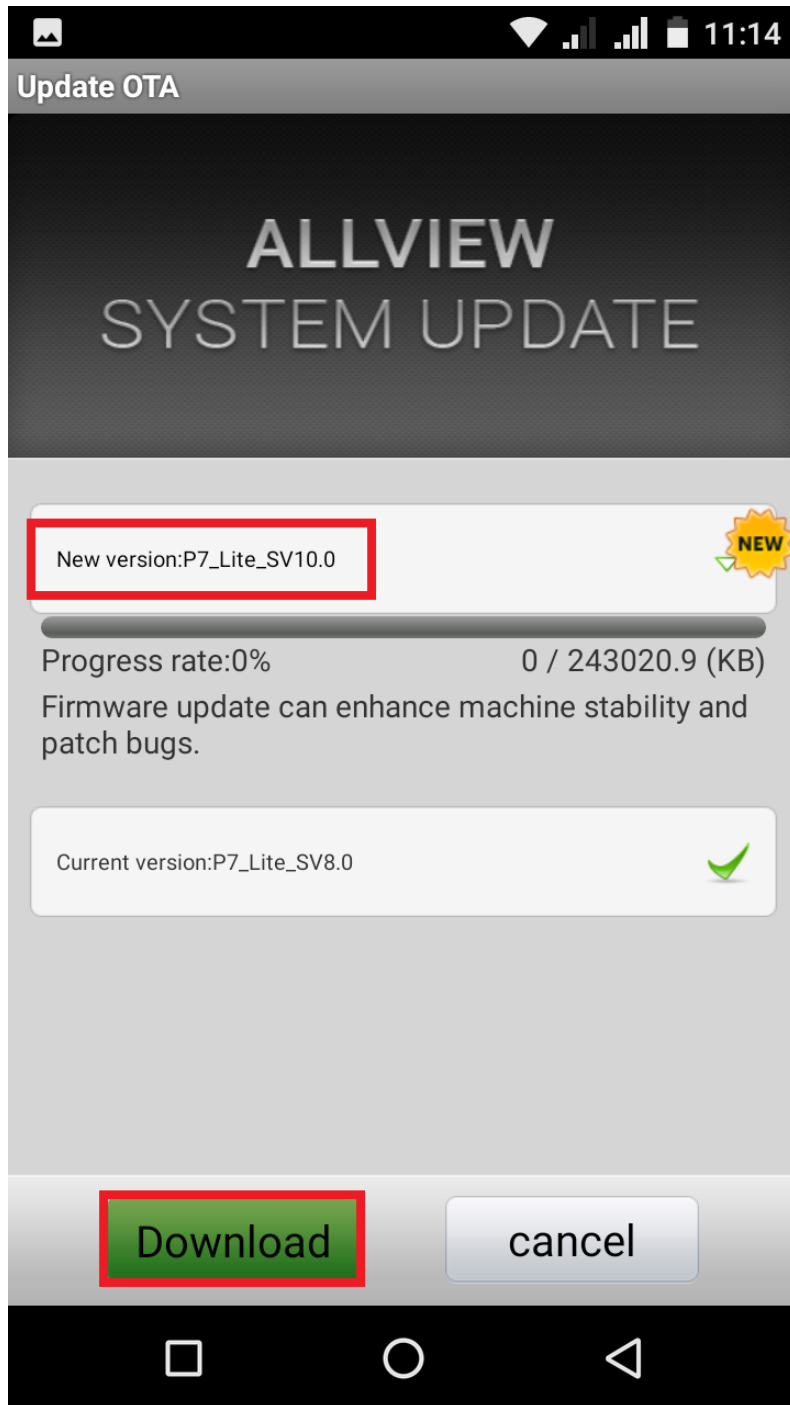 11:14
Update OTA
ALLVIEW
SYSTEM UPDATE
New version:P7_Lite_SV10.0
NEW
Progress rate:0% 0 / 243020.9 (KB)
Firmware update can enhance machine stability and
patch bugs.
Current version:P7_Lite_SV8.0
Download cancel